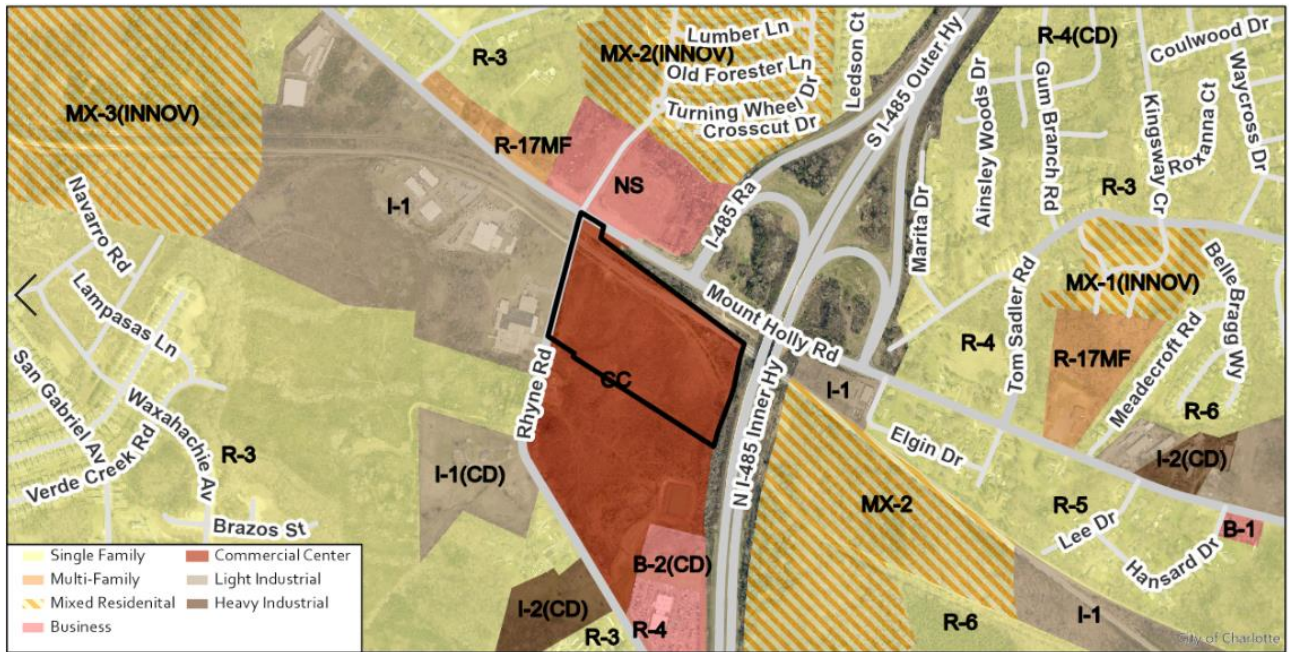 Lumber Ln
Ledson Ct
R-4(CD)
Coulwood Dr
R-3
MX-2(INNOV)
Old Forester Ln
S I-485 Outer Hy
Ainsley Woods Dr
Gum Branch Rd
Kingsway Cr
Roxanna Ct
Waycross Dr
MX-3(INNOV)
Turning Wheel Dr
Crosscut Dr
R-17MF
NS
R-3
Navarro Rd
I-1
I-485 Ra
Marita Dr
Tom Sadler Rd
MX-1(INNOV)
Belle Bragg Wy
Lampasas Ln
Mount Holly Rd
R-4
R-17MF
Meadecroft Rd
San Gabriel Av
Waxahachie Av
Verde Creek Rd
Rhyne Rd
CC
N I-485 Inner Hy
I-1
R-6
Elgin Dr
R-3
I-1(CD)
I-2(CD)
MX-2
R-5
Lee Dr
Hansard Dr
B-1
Brazos St
B-2(CD)
I-2(CD)
R-3
R-4
R-6
I-1
Single Family
Multi-Family
Mixed Residenital
Business
Commercial Center
Light Industrial
Heavy Industrial
City of Charlotte